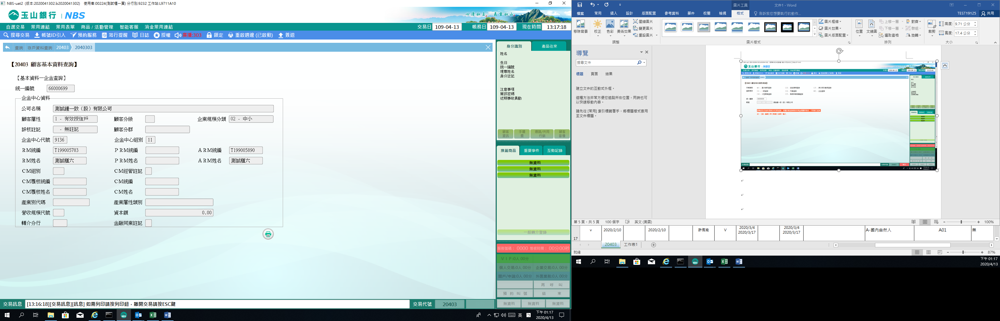 NBS-uat2 (版本:2020041302.b2020041302) 使用者:00224(測試櫃一寅) 分行別:9232 工作站:L9711A10
玉山銀行 | NBS
心清如玉，義重如山
自選交易 常用連結 常用表單 商品 / 活動管理 智能客服 消金常用連結 交易日 109-04-13 帳務日 109-04-13 現在時間 13:17:18
搜尋交易 帳號ID引入 預約服務 蒞行提醒 日誌 授權 廣播:303 鎖定 重啟週邊 (已啟動) 簽退
查詢 存戶資料查詢 20403 2040303
【20403 顧客基本資料查詢】
【基本資料—企金查詢】
統一編號 66000699
企金中心資料
公司名稱 測試鍾一致（股）有限公司
顧客屬性 1 - 有效授信戶 顧客分級 企業規模分類 02 - 中小
評核註記 - 無註記 顧客分群
企金中心代號 9136 企金中心組別 11
ＲＭ統編 T199005783 ＰＲＭ統編 ＡＲＭ統編 T199005890
ＲＭ姓名 測試櫃六 ＰＲＭ姓名 ＡＲＭ姓名 測試櫃六
ＣＭ組別 ＣＭ經管註記
ＣＭ覆核統編 ＣＭ統編
ＣＭ覆核姓名 ＣＭ姓名
產業別代碼 產業屬性類別
營收規模代號 資本額 0.00
轉介分行 金融同業註記
身分識別 產品往來
姓名
生日
統一編號
理專姓名
身分註記
注意事項
簡訊密碼
近期事故異動
顧客資訊 手續費 通路/共同行銷 顧客影像
推薦商品 重要事件 互動記錄
無資料
無資料
無資料
一般轉介登錄
服務號碼： 0000 等候時間： 00分00秒
ＶＩＰ:0人 00分
個人交易:0人 00分 企業交易:0人 00分
開戶/申請:0人 00分 外匯業務:0人 00分
再 呼 叫
預 約 叫 號 結 束
無資料 無資料 無資料
交易訊息 [13:16:18][交易訊息][訊息] 如需列印請按列印鈕，離開交易請按ESC鍵 交易代號 20403
英 下午 01:17
2020/4/13
圖片工具 文件1 - Word
檔案 常用 插入 設計 版面配置 參考資料 郵件 校閱 檢視 格式 告訴我您想要執行的動作... TEST19125 共用
移除背景 校正 色彩 美術效果 壓縮圖片 變更圖片 重設圖片 圖片框線 圖片效果 圖片版面配置 位置 文繞圖 上移一層 下移一層 選取窗格 對齊 群組 旋轉 裁剪 高度: 9.71 公分 寬度: 17.4 公分
調整 圖片樣式 排列 大小
導覽
搜尋文件
標題 頁面 結果
建立文件的互動式外框。
這種方法非常方便您追蹤所在位置，同時也可
以快速移動內容。
請先從 [常用] 索引標籤著手，將標題樣式套用
至文件標題。
玉山銀行 | NBS
【20403 顧客基本資料查詢】
第 5 頁，共 5 頁 100 個字 英文 (美國) 100%
17 v 2020/2/10 2020/2/10 許佩瑜 V 2020/3/4 2020/3/17 2020/3/4 2020/3/17 A-國內自然人 A01 無
20403 工作表1
就緒 87%
下午 01:17
2020/4/13